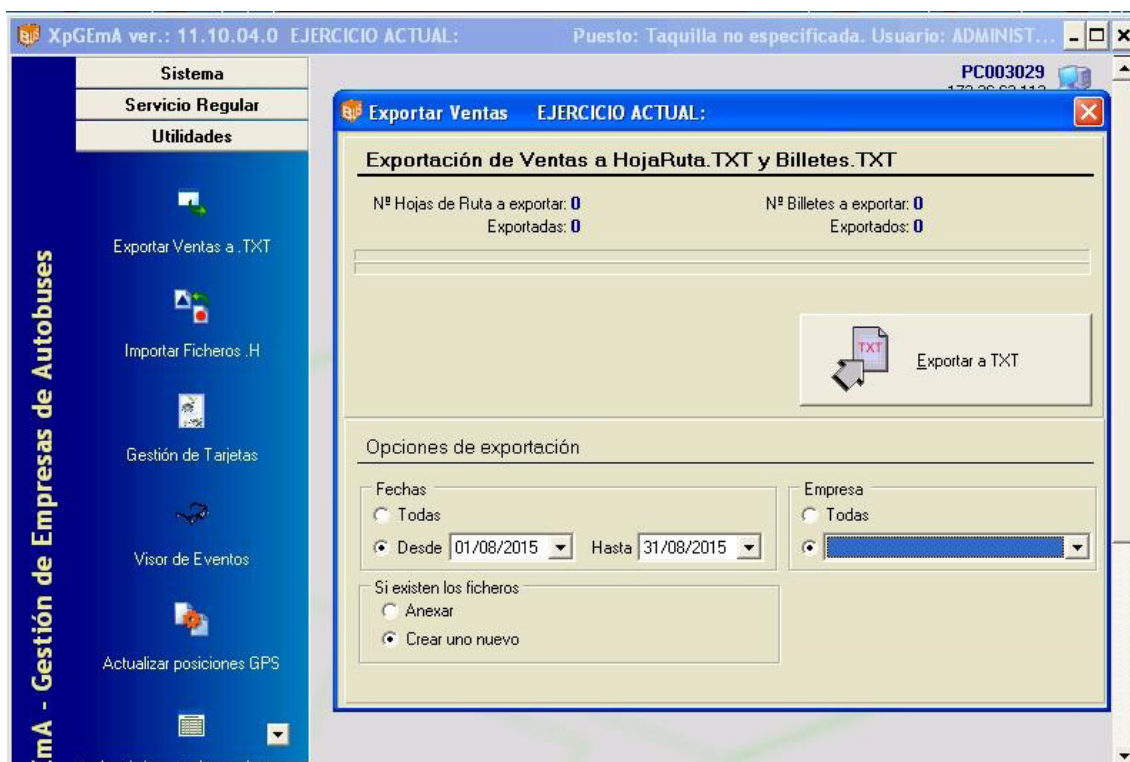 XpGEmA ver.: 11.10.04.0 EJERCICIO ACTUAL: Puesto: Taquilla no especificada. Usuario: ADMINIST...
Sistema
Servicio Regular
Utilidades
Exportar Ventas a .TXT
Importar Ficheros .H
Gestión de Tarjetas
Visor de Eventos
Actualizar posiciones GPS
EmA - Gestión de Empresas de Autobuses
PC003029
Exportar Ventas EJERCICIO ACTUAL:
Exportación de Ventas a HojaRuta.TXT y Billetes.TXT
Nº Hojas de Ruta a exportar: 0 Nº Billetes a exportar: 0
Exportadas: 0 Exportados: 0
TXT
Exportar a TXT
Opciones de exportación
Fechas
Todas
Desde 01/08/2015 Hasta 31/08/2015
Empresa
Todas
Si existen los ficheros
Anexar
Crear uno nuevo